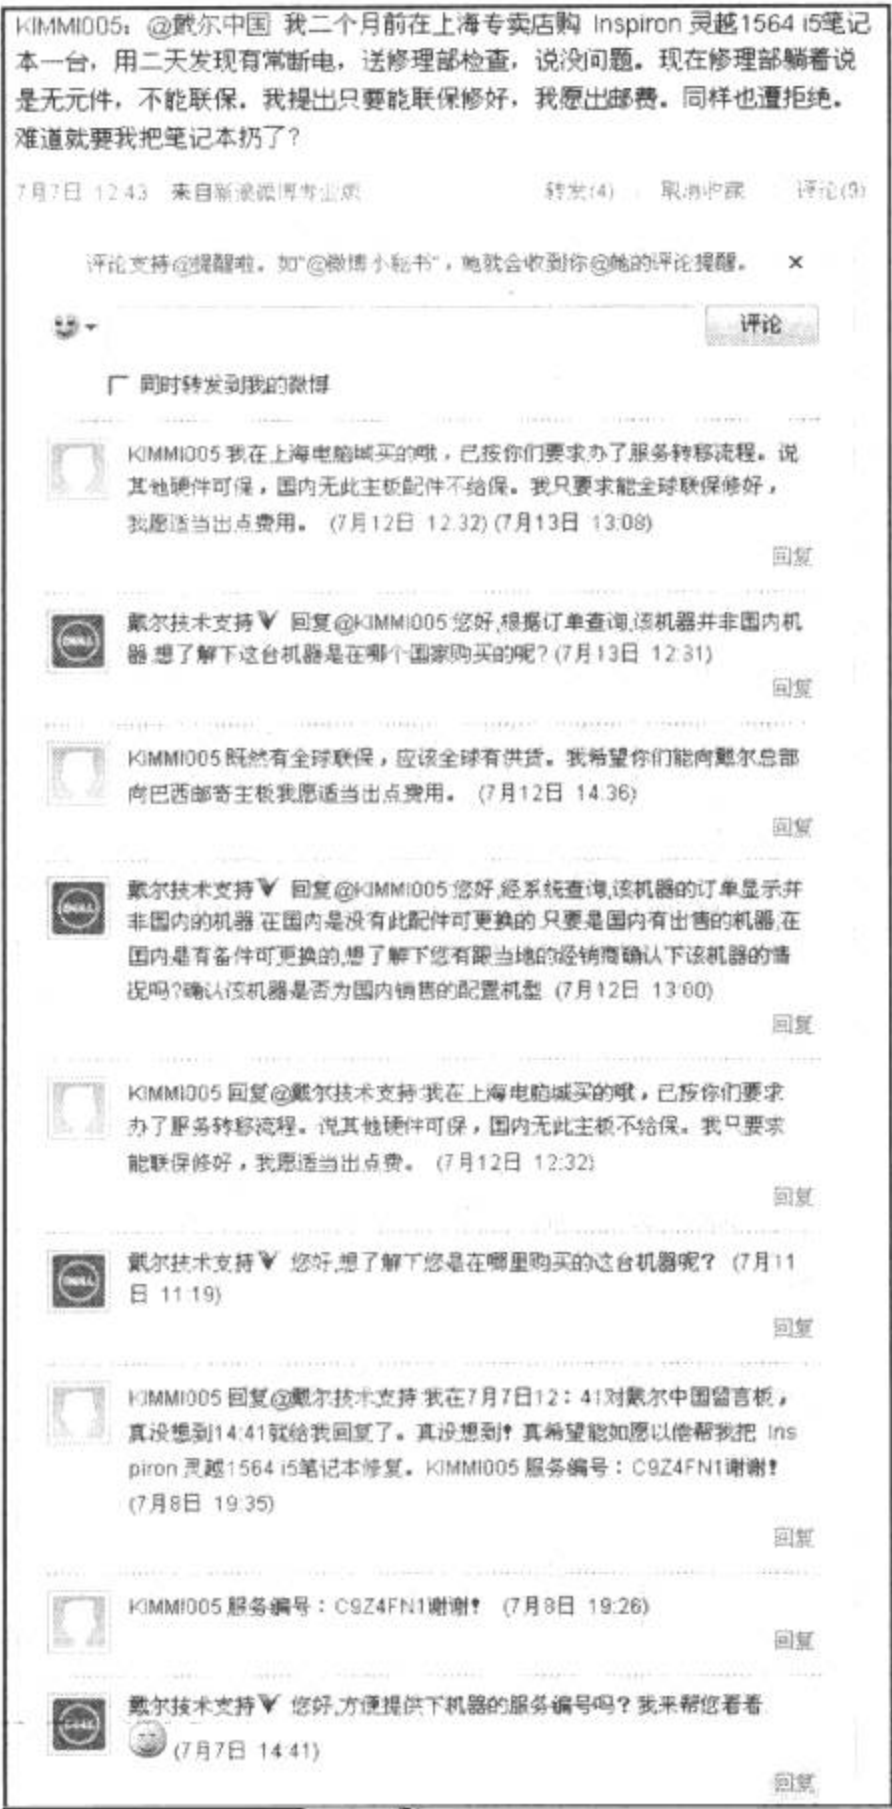 KIMMI005：@戴尔中国 我二个月前在上海专卖店购 Inspiron 灵越1564 i5笔记
本一台，用二天发现有常断电，送修理部检查，说没问题。现在修理部躺着说
是无元件，不能联保。我提出只要能联保修好，我愿出邮费。同样也遭拒绝。
难道就要我把笔记本扔了?
7月7日 12:43 来自新浪微博专业版 转发(4) 取消收藏 评论(9)
评论支持@提醒啦。如"@微博小秘书"，她就会收到你@她的评论提醒。 ×
评论
同时转发到我的微博
KIMMI005 我在上海电脑城买的哦，已按你们要求办了服务转移流程。说
其他硬件可保，国内无此主板配件不给保。我只要求能全球联保修好，
我愿适当出点费用。 (7月12日 12:32) (7月13日 13:08)
回复
戴尔技术支持 回复@KIMMI005 您好,根据订单查询,该机器并非国内机
器 想了解下这台机器是在哪个国家购买的呢? (7月13日 12:31)
回复
KIMMI005 既然有全球联保，应该全球有供货。我希望你们能向戴尔总部
向巴西邮寄主板我愿适当出点费用。 (7月12日 14:36)
回复
DELL
戴尔技术支持 回复@KIMMI005 您好,经系统查询,该机器的订单显示并
非国内的机器 在国内是没有此配件可更换的 只要是国内有出售的机器,在
国内是有备件可更换的,想了解下您有跟当地的经销商确认下该机器的情
况吗?确认该机器是否为国内销售的配置机型 (7月12日 13:00)
回复
KIMMI005 回复@戴尔技术支持:我在上海电脑城买的哦，已按你们要求
办了服务转移流程。说其他硬件可保，国内无此主板不给保。我只要求
能联保修好，我愿适当出点费。 (7月12日 12:32)
回复
DELL
戴尔技术支持 您好,想了解下您是在哪里购买的这台机器呢？ (7月11
日 11:19)
回复
KIMMI005 回复@戴尔技术支持 我在7月7日12：41对戴尔中国留言板，
真没想到14:41就给我回复了。真没想到! 真希望能如愿以偿帮我把 Ins
piron 灵越1564 i5笔记本修复。KIMMI005 服务编号：C9Z4FN1谢谢!
(7月8日 19:35)
回复
KIMMI005 服务编号：C9Z4FN1谢谢! (7月8日 19:26)
回复
DELL
戴尔技术支持 您好,方便提供下机器的服务编号吗？我来帮您看看
(7月7日 14:41)
回复